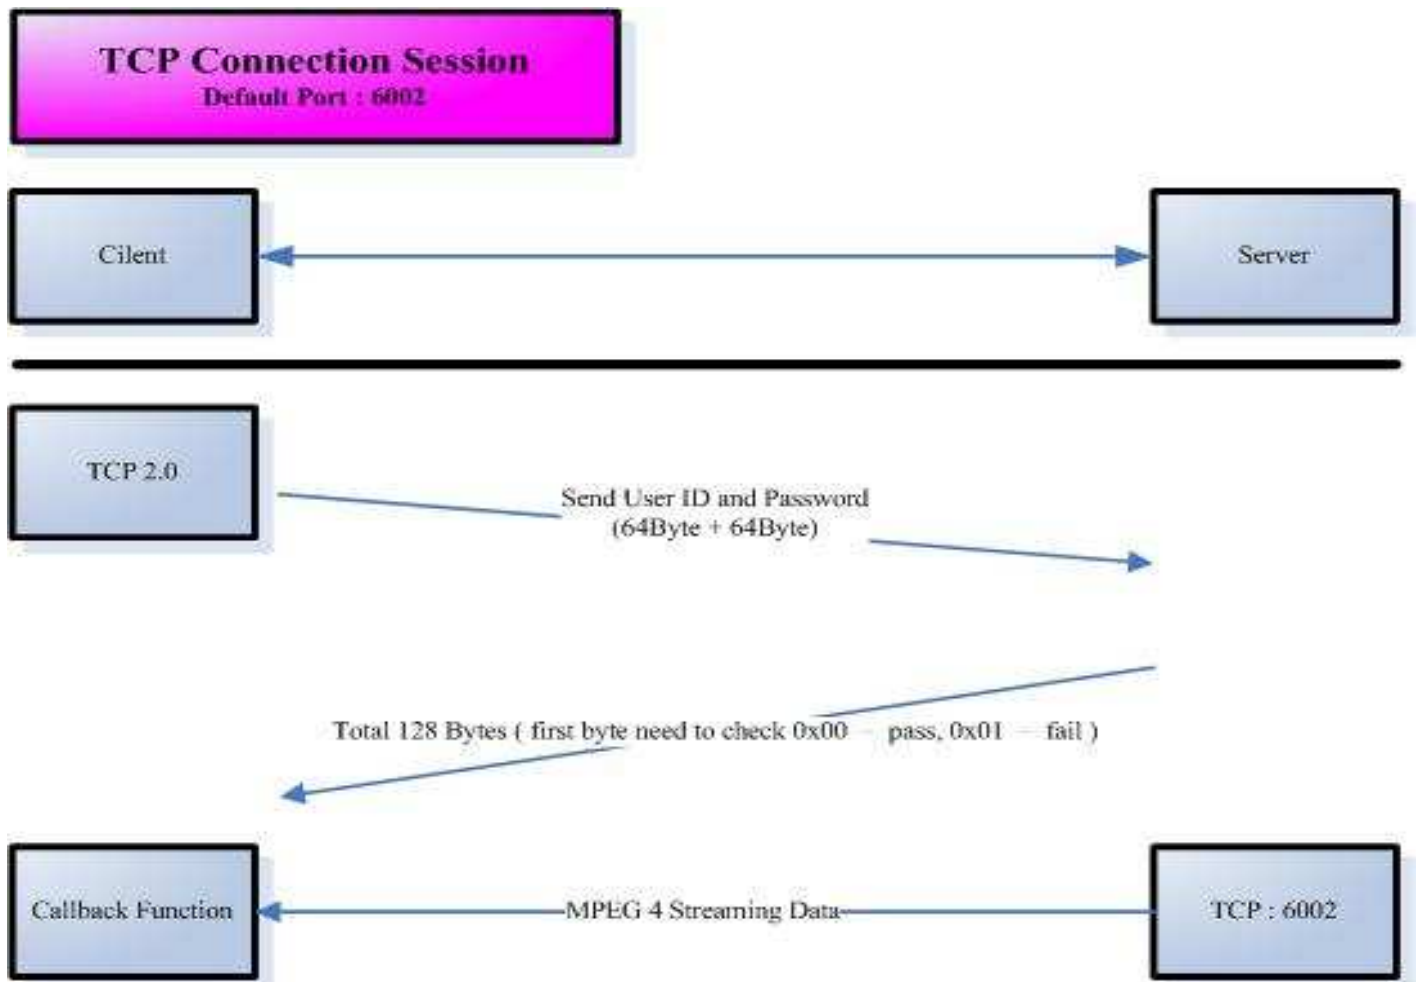 TCP Connection Session
Default Port : 6002
Cilent
Server
TCP 2.0
Send User ID and Password
(64Byte + 64Byte)
Total 128 Bytes ( first byte need to check 0x00 – pass, 0x01 – fail )
Callback Function
MPEG 4 Streaming Data
TCP : 6002